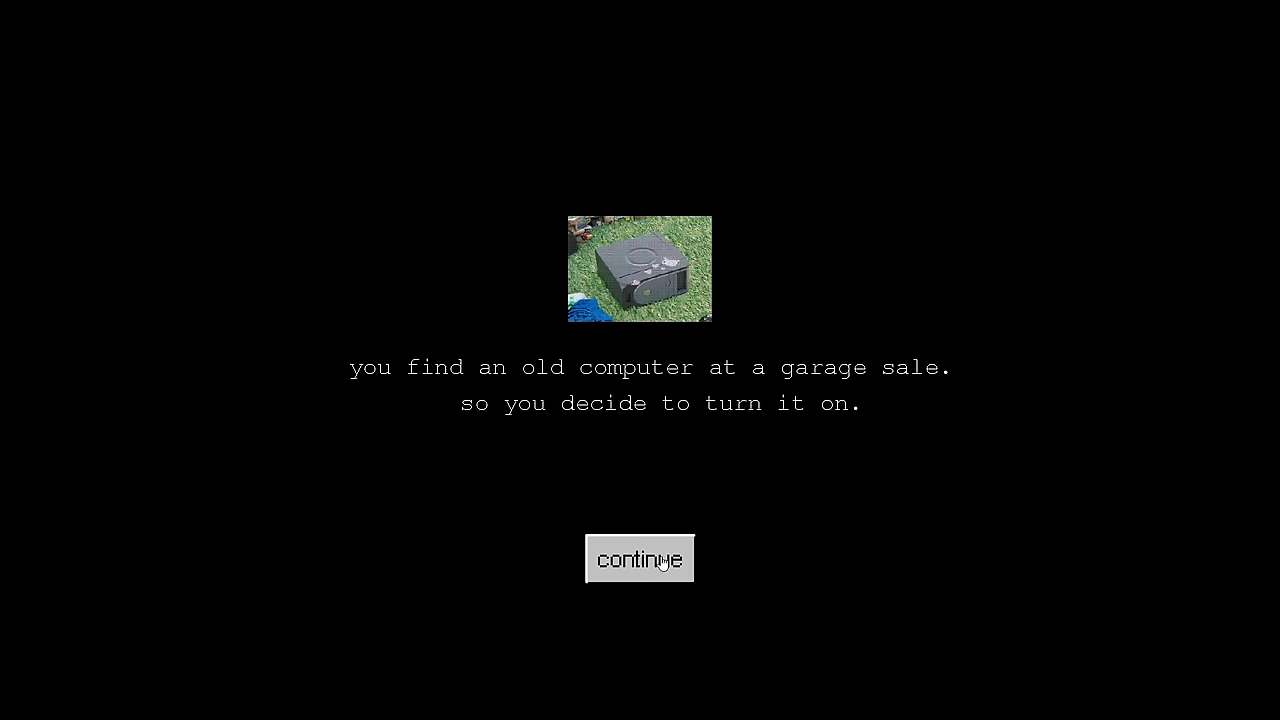 you find an old computer at a garage sale.
so you decide to turn it on.
continue